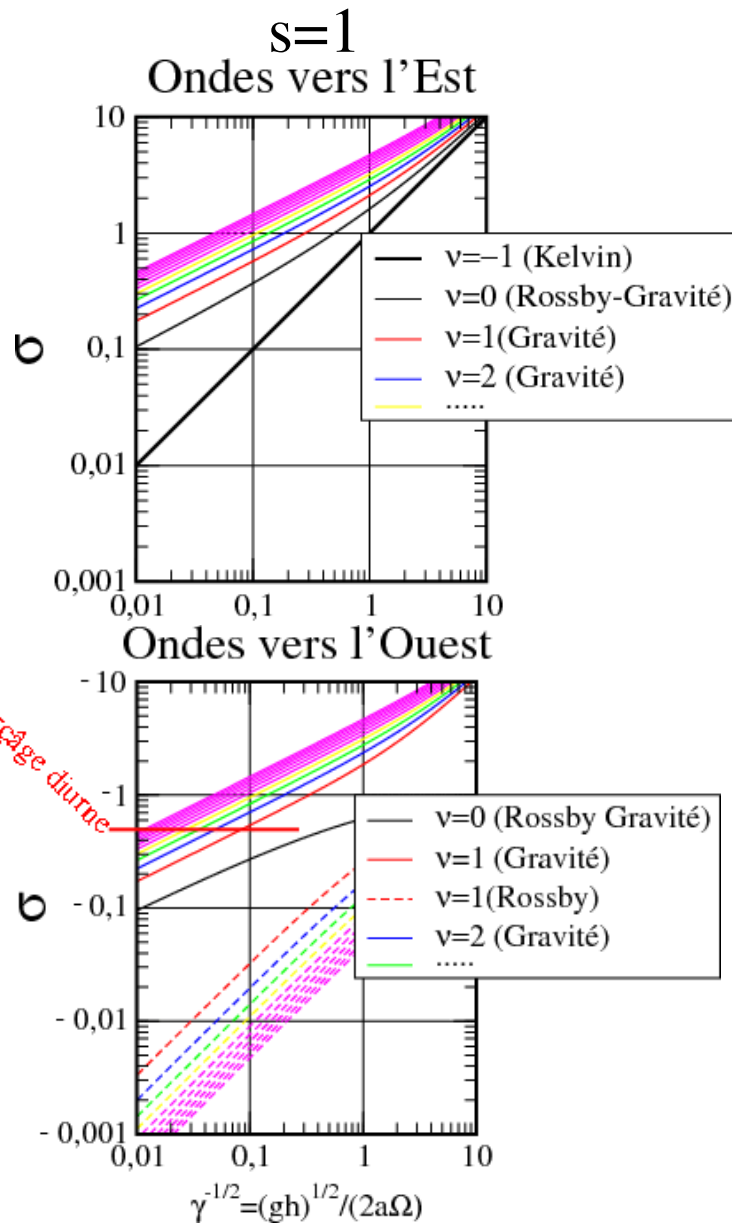 s=1
Ondes vers l'Est
10
1
0,1
0,01
0,001
σ
0,01 0,1 1 10
ν=−1 (Kelvin)
ν=0 (Rossby-Gravité)
ν=1(Gravité)
ν=2 (Gravité)
.....
Ondes vers l'Ouest
- 10
-1
- 0,1
- 0,01
- 0,001
σ
diurne
0,01 0,1 1 10
ν=0 (Rossby Gravité)
ν=1 (Gravité)
ν=1(Rossby)
ν=2 (Gravité)
.....
γ^-1/2=(gh)^1/2/(2aΩ)